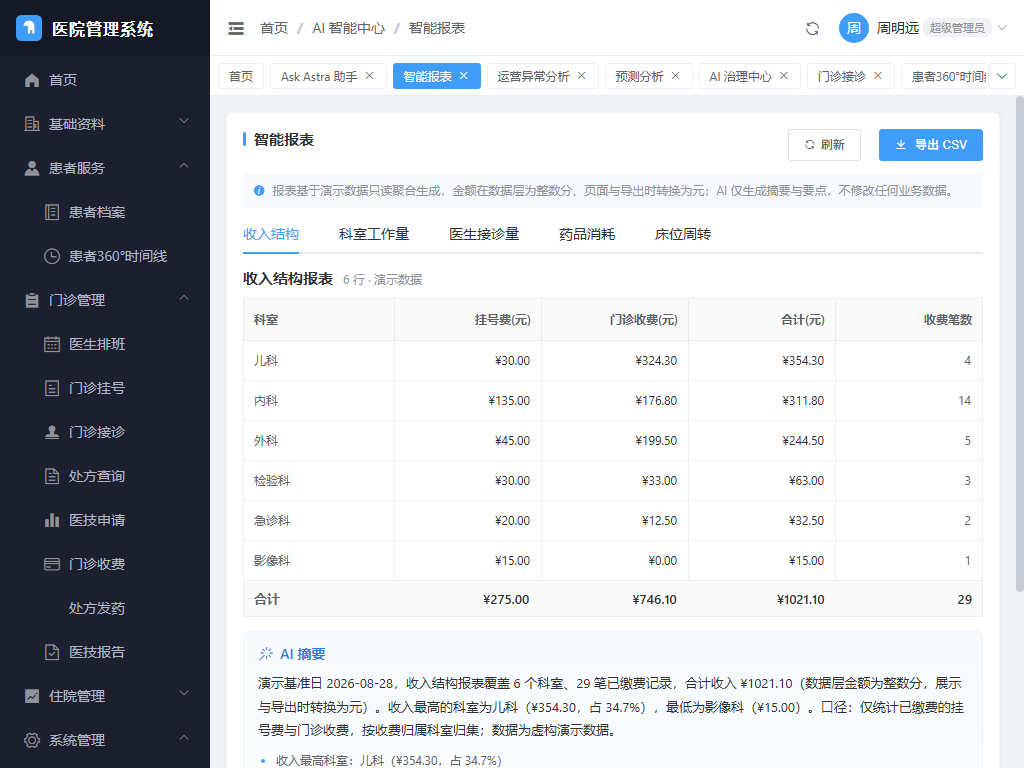 医院管理系统
首页
基础资料
患者服务
患者档案
患者360°时间线
门诊管理
医生排班
门诊挂号
门诊接诊
处方查询
医技申请
门诊收费
处方发药
医技报告
住院管理
系统管理
首页 / AI 智能中心 / 智能报表
周 周明远 超级管理员
首页 Ask Astra 助手 智能报表 运营异常分析 预测分析 AI 治理中心 门诊接诊 患者360°时间
智能报表
刷新 导出 CSV
报表基于演示数据只读聚合生成，金额在数据层为整数分、页面与导出时转换为元；AI 仅生成摘要与要点，不修改任何业务数据。
收入结构 科室工作量 医生接诊量 药品消耗 床位周转
收入结构报表 6 行 · 演示数据
科室 挂号费(元) 门诊收费(元) 合计(元) 收费笔数
儿科 ¥30.00 ¥324.30 ¥354.30 4
内科 ¥135.00 ¥176.80 ¥311.80 14
外科 ¥45.00 ¥199.50 ¥244.50 5
检验科 ¥30.00 ¥33.00 ¥63.00 3
急诊科 ¥20.00 ¥12.50 ¥32.50 2
影像科 ¥15.00 ¥0.00 ¥15.00 1
合计 ¥275.00 ¥746.10 ¥1021.10 29
AI 摘要
演示基准日 2026-08-28，收入结构报表覆盖 6 个科室、29 笔已缴费记录，合计收入 ¥1021.10（数据层金额为整数分，展示
与导出时转换为元）。收入最高的科室为儿科（¥354.30，占 34.7%），最低为影像科（¥15.00）。口径：仅统计已缴费的挂
号费与门诊收费，按收费归属科室归集；数据为虚构演示数据。
• 收入最高科室：儿科（¥354.30，占 34.7%）